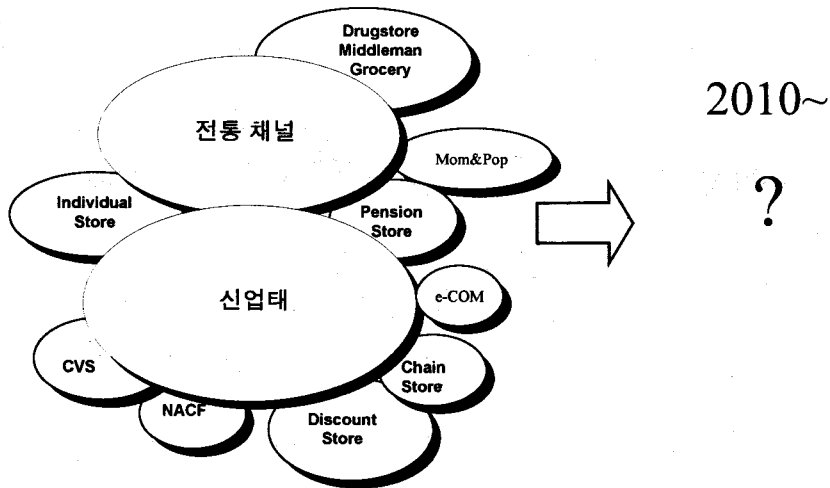 Drugstore
Middleman
Grocery
전통 채널
Mom&Pop
Individual
Store
Pension
Store
신업태
e-COM
CVS
Chain
Store
NACF
Discount
Store
2010~
?